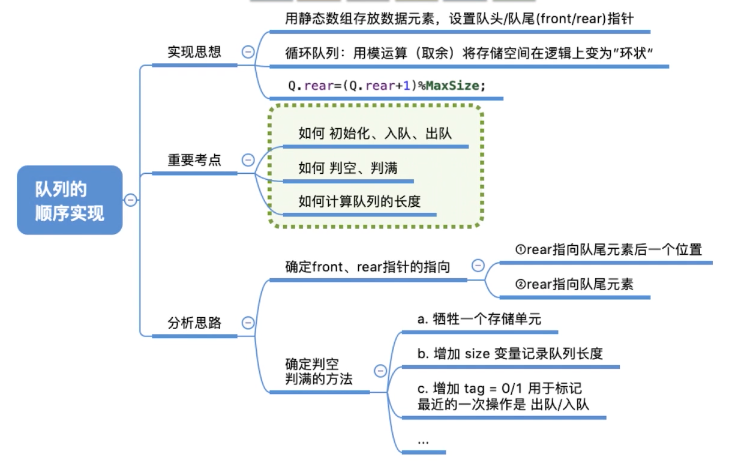 用静态数组存放数据元素，设置队头/队尾(front/rear)指针
实现思想
循环队列：用模运算（取余）将存储空间在逻辑上变为“环状”
Q.rear=(Q.rear+1)%MaxSize;
如何 初始化、入队、出队
重要考点
如何 判空、判满
如何计算队列的长度
队列的
顺序实现
①rear指向队尾元素后一个位置
确定front、rear指针的指向
②rear指向队尾元素
分析思路
a. 牺牲一个存储单元
确定判空
判满的方法
b. 增加 size 变量记录队列长度
c. 增加 tag = 0/1 用于标记
最近的一次操作是 出队/入队
...